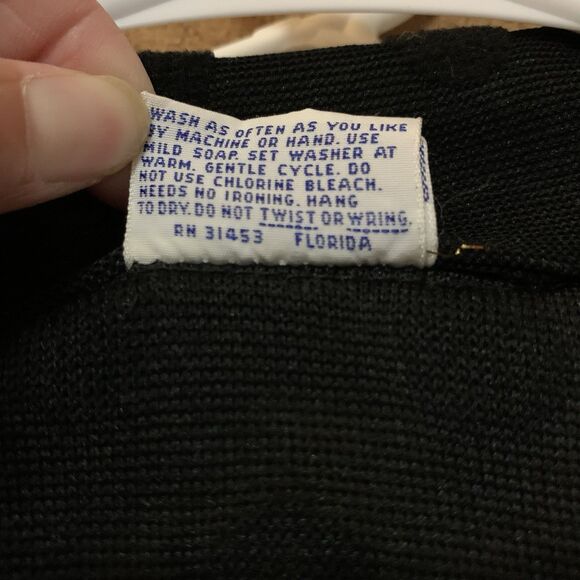 WASH AS OFTEN AS YOU LIKE
BY MACHINE OR HAND. USE
MILD SOAP. SET WASHER AT
WARM. GENTLE CYCLE. DO
NOT USE CHLORINE BLEACH.
NEEDS NO IRONING. HANG
TO DRY. DO NOT TWIST OR WRING.
RN 31453 FLORIDA